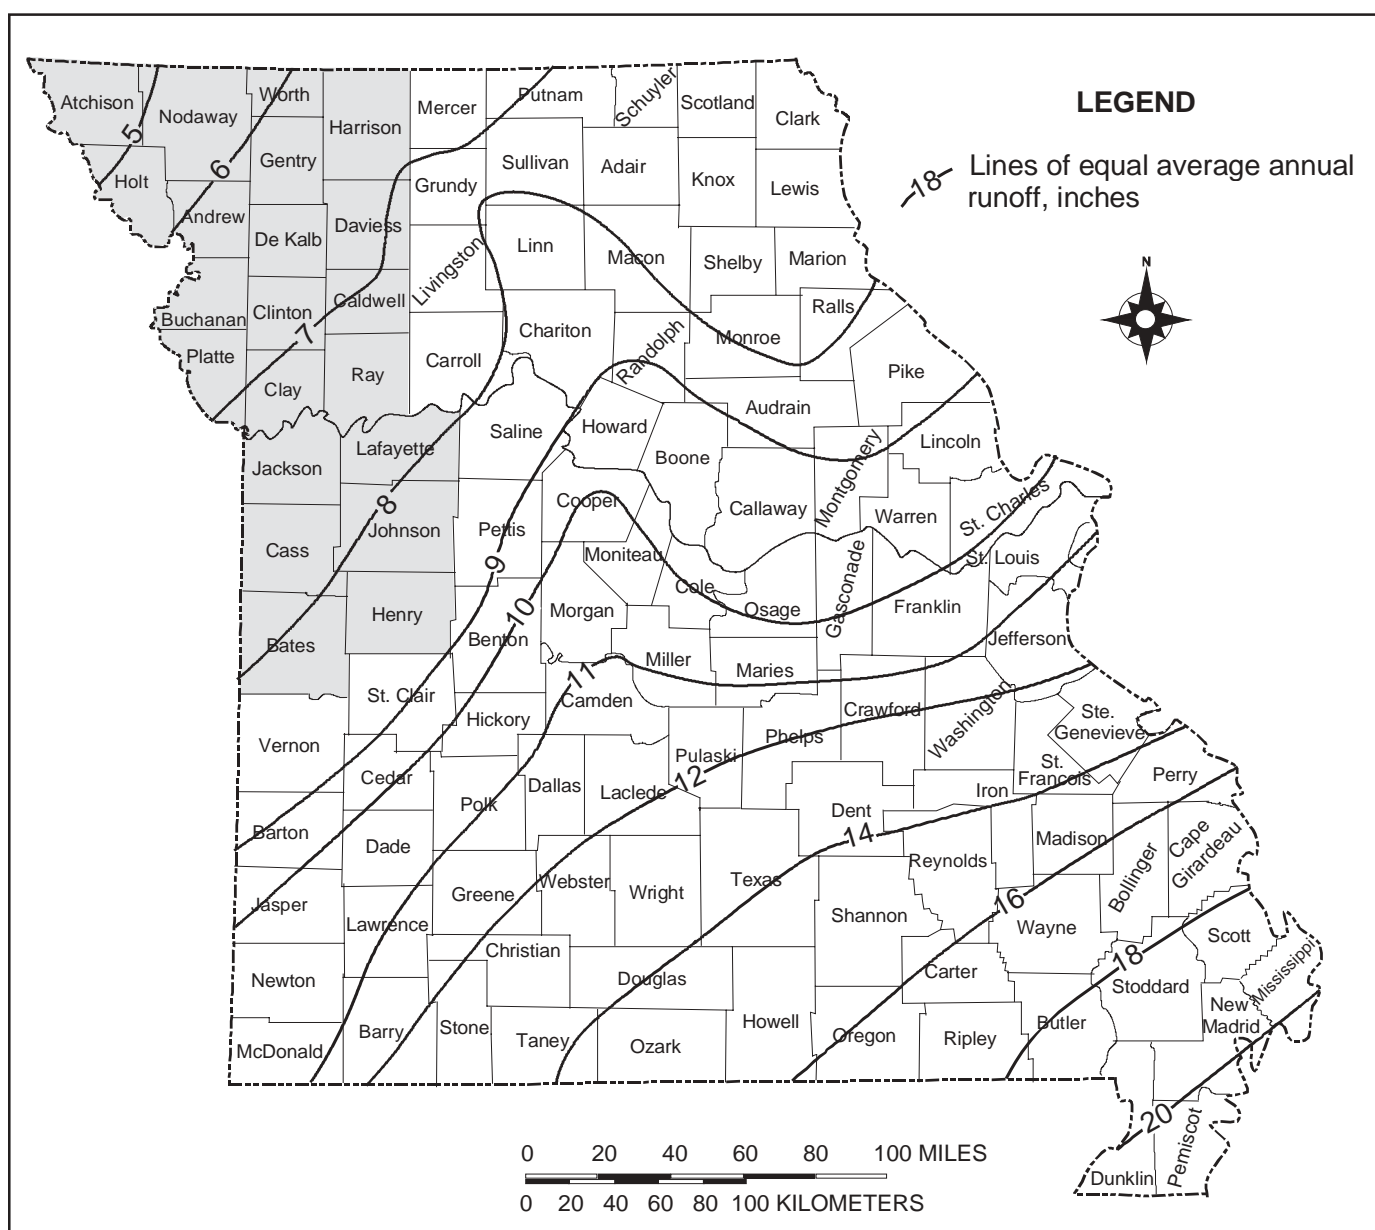 LEGEND
18 Lines of equal average annual
runoff, inches
N
Atchison
Nodaway
Worth
Harrison
Mercer
Putnam
Schuyler
Scotland
Clark
5
6
Holt
Gentry
Grundy
Sullivan
Adair
Knox
Lewis
Andrew
De Kalb
Daviess
Livingston
Linn
Macon
Shelby
Marion
Buchanan
Clinton
Caldwell
Chariton
Randolph
Monroe
Ralls
7
Platte
Clay
Ray
Carroll
Pike
Audrain
Jackson
Lafayette
Saline
Howard
Boone
Montgomery
Lincoln
8
Cass
Johnson
Pettis
Cooper
Callaway
Warren
St. Charles
9
Moniteau
Cole
Osage
Gasconade
Franklin
St. Louis
10
Bates
Henry
Benton
Morgan
Miller
Maries
Jefferson
11
St. Clair
Hickory
Camden
Crawford
Washington
Ste.
Genevieve
Vernon
Cedar
Polk
Dallas
Laclede
Pulaski
Phelps
12
St.
Francois
Perry
Iron
Barton
Dade
Dent
14
Reynolds
Madison
Bollinger
Cape
Girardeau
Jasper
Lawrence
Greene
Webster
Wright
Texas
Shannon
16
Wayne
Scott
Mississippi
Newton
Christian
Douglas
Carter
18
Stoddard
New
Madrid
McDonald
Barry
Stone
Taney
Ozark
Howell
Oregon
Ripley
Butler
20
Dunklin
Pemiscot
0 20 40 60 80 100 MILES
0 20 40 60 80 100 KILOMETERS